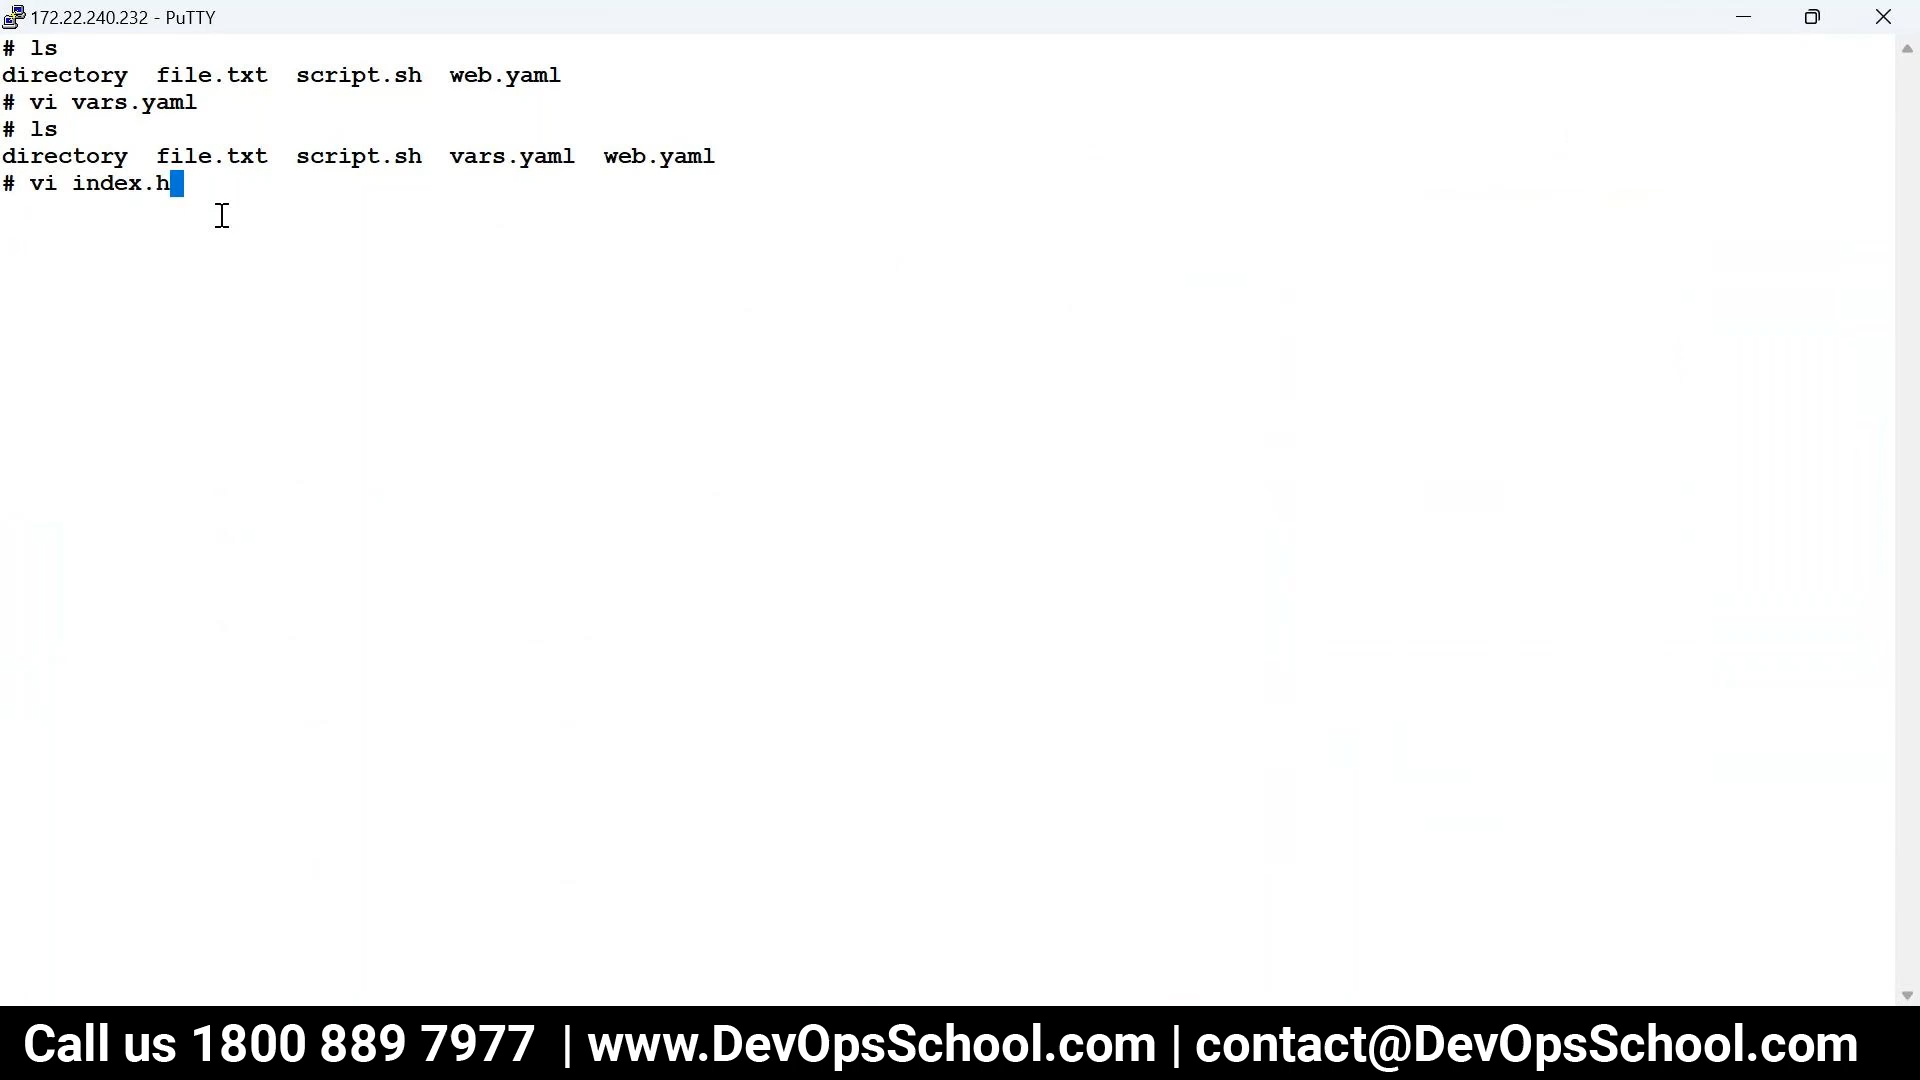 172.22.240.232 - PuTTY
# ls
directory  file.txt  script.sh  web.yaml
# vi vars.yaml
# ls
directory  file.txt  script.sh  vars.yaml  web.yaml
# vi index.h
Call us 1800 889 7977 | www.DevOpsSchool.com | contact@DevOpsSchool.com